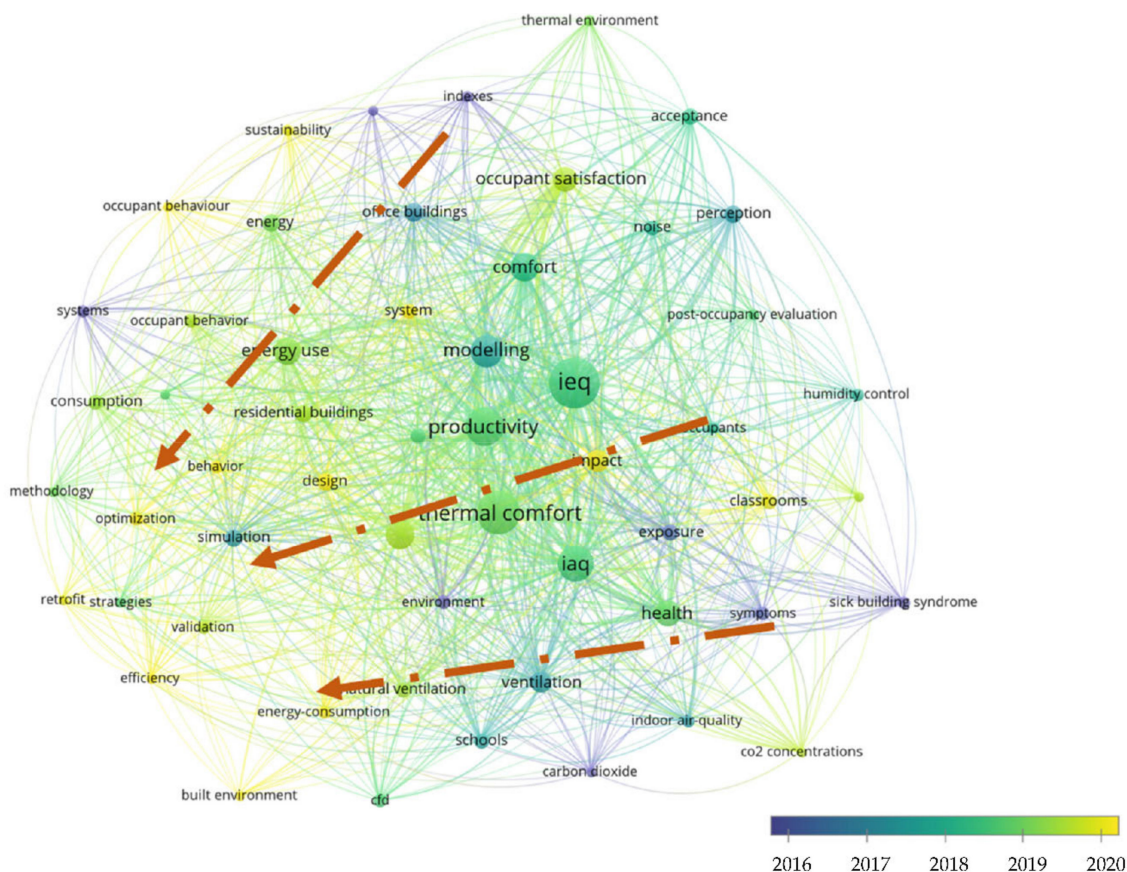 thermal environment
indexes
acceptance
sustainability
occupant satisfaction
occupant behaviour
office buildings
perception
energy
noise
comfort
systems
system
post-occupancy evaluation
occupant behavior
energy use
modelling
ieq
humidity control
consumption
residential buildings
productivity
occupants
impact
behavior
design
methodology
classrooms
optimization
thermal comfort
simulation
exposure
iaq
retrofit
strategies
environment
health
symptoms
sick building syndrome
validation
efficiency
ventilation
natural ventilation
energy-consumption
indoor air-quality
schools
co2 concentrations
carbon dioxide
built environment
cfd
2016 2017 2018 2019 2020